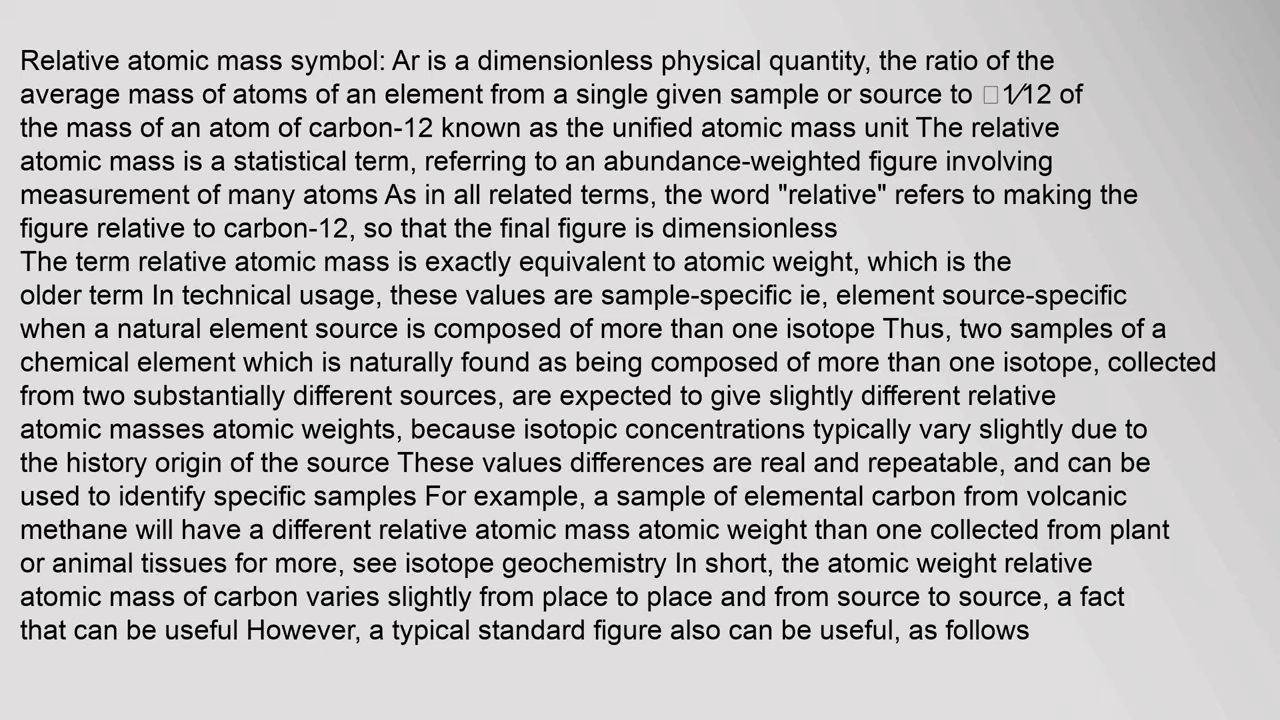 Relative atomic mass symbol: Ar is a dimensionless physical quantity, the ratio of the
average mass of atoms of an element from a single given sample or source to □1⁄12 of
the mass of an atom of carbon-12 known as the unified atomic mass unit The relative
atomic mass is a statistical term, referring to an abundance-weighted figure involving
measurement of many atoms As in all related terms, the word "relative" refers to making the
figure relative to carbon-12, so that the final figure is dimensionless
The term relative atomic mass is exactly equivalent to atomic weight, which is the
older term In technical usage, these values are sample-specific ie, element source-specific
when a natural element source is composed of more than one isotope Thus, two samples of a
chemical element which is naturally found as being composed of more than one isotope, collected
from two substantially different sources, are expected to give slightly different relative
atomic masses atomic weights, because isotopic concentrations typically vary slightly due to
the history origin of the source These values differences are real and repeatable, and can be
used to identify specific samples For example, a sample of elemental carbon from volcanic
methane will have a different relative atomic mass atomic weight than one collected from plant
or animal tissues for more, see isotope geochemistry In short, the atomic weight relative
atomic mass of carbon varies slightly from place to place and from source to source, a fact
that can be useful However, a typical standard figure also can be useful, as follows